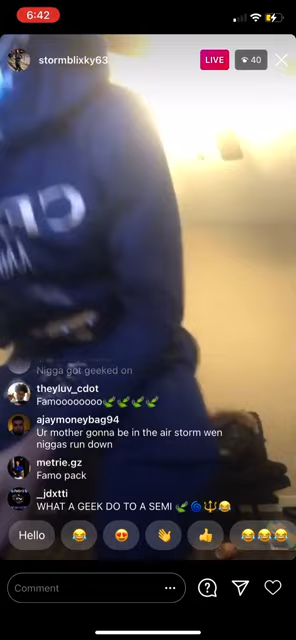 6:42
stormblixky63
LIVE
40
Nigga got geeked on
theyluv_cdot
Famoooooooo🌿🌿🌿🌿
ajaymoneybag94
Ur mother gonna be in the air storm wen
niggas run down
metrie.gz
Famo pack
_jdxtti
WHAT A GEEK DO TO A SEMI 🌿🌀🔱😂
Hello 😂 😍 👋 👍 😂😂😂
Comment